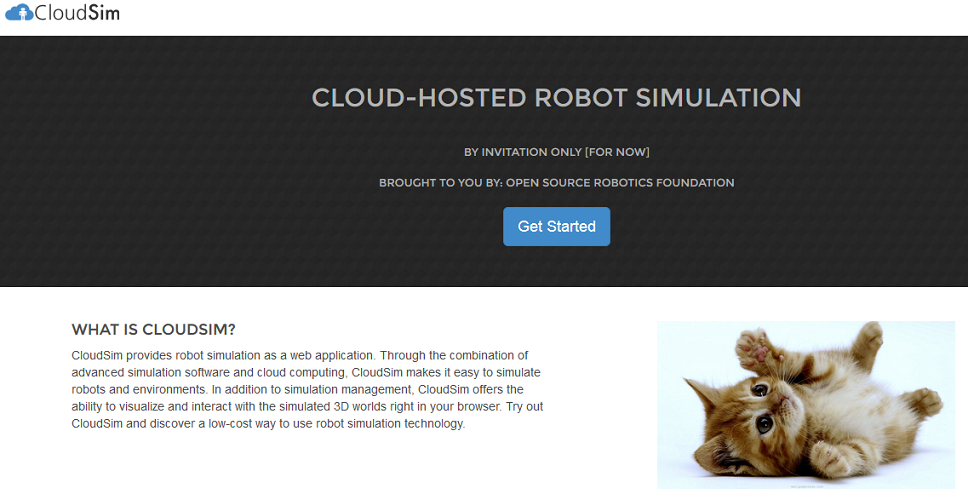 CloudSim
CLOUD-HOSTED ROBOT SIMULATION
BY INVITATION ONLY [FOR NOW]
BROUGHT TO YOU BY: OPEN SOURCE ROBOTICS FOUNDATION
Get Started
WHAT IS CLOUDSIM?
CloudSim provides robot simulation as a web application. Through the combination of
advanced simulation software and cloud computing, CloudSim makes it easy to simulate
robots and environments. In addition to simulation management, CloudSim offers the
ability to visualize and interact with the simulated 3D worlds right in your browser. Try out
CloudSim and discover a low-cost way to use robot simulation technology.